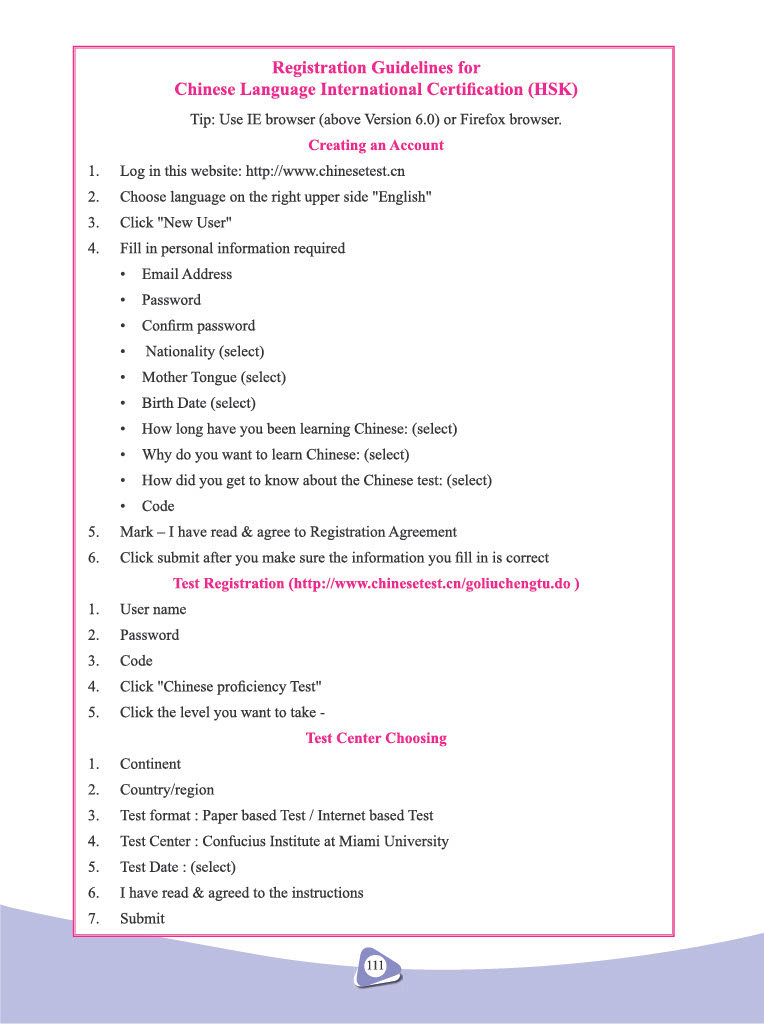 Registration Guidelines for
Chinese Language International Certification (HSK)
Tip: Use IE browser (above Version 6.0) or Firefox browser.
Creating an Account
1. Log in this website: http://www.chinesetest.cn
2. Choose language on the right upper side "English"
3. Click "New User"
4. Fill in personal information required
• Email Address
• Password
• Confirm password
• Nationality (select)
• Mother Tongue (select)
• Birth Date (select)
• How long have you been learning Chinese: (select)
• Why do you want to learn Chinese: (select)
• How did you get to know about the Chinese test: (select)
• Code
5. Mark – I have read & agree to Registration Agreement
6. Click submit after you make sure the information you fill in is correct
Test Registration (http://www.chinesetest.cn/goliuchengtu.do )
1. User name
2. Password
3. Code
4. Click "Chinese proficiency Test"
5. Click the level you want to take -
Test Center Choosing
1. Continent
2. Country/region
3. Test format : Paper based Test / Internet based Test
4. Test Center : Confucius Institute at Miami University
5. Test Date : (select)
6. I have read & agreed to the instructions
7. Submit
111